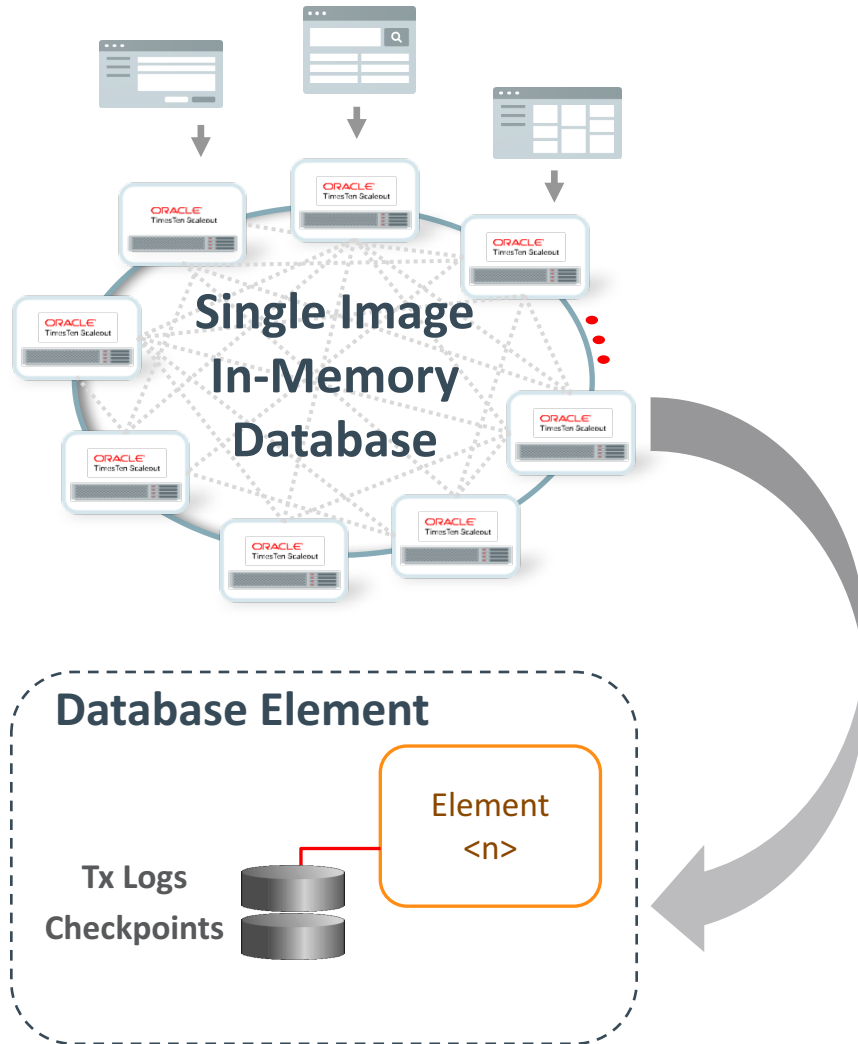 ORACLE®
TimesTen Scaleout
ORACLE®
TimesTen Scaleout
ORACLE®
TimesTen Scaleout
ORACLE®
TimesTen Scaleout
ORACLE®
TimesTen Scaleout
ORACLE®
TimesTen Scaleout
ORACLE®
TimesTen Scaleout
ORACLE®
TimesTen Scaleout
Single Image
In-Memory
Database
Database Element
Element
<n>
Tx Logs
Checkpoints